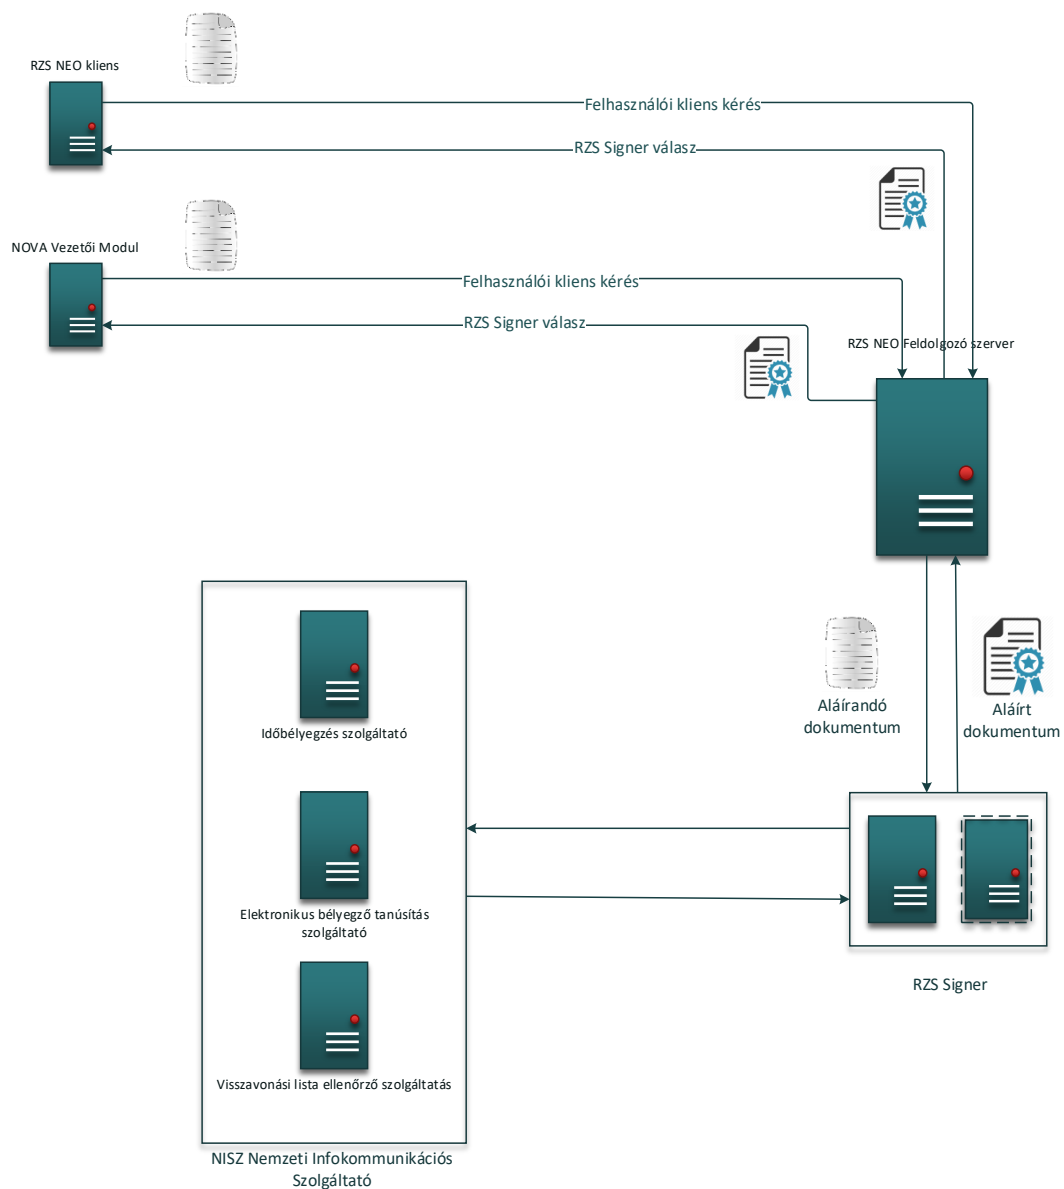 RZS NEO kliens
Felhasználói kliens kérés
RZS Signer válasz
NOVA Vezetői Modul
Felhasználói kliens kérés
RZS Signer válasz
RZS NEO Feldolgozó szerver
Aláírandó
dokumentum
Aláírt
dokumentum
Időbélyegzés szolgáltató
Elektronikus bélyegző tanúsítás
szolgáltató
Visszavonási lista ellenőrző szolgáltatás
RZS Signer
NISZ Nemzeti Infokommunikációs
Szolgáltató